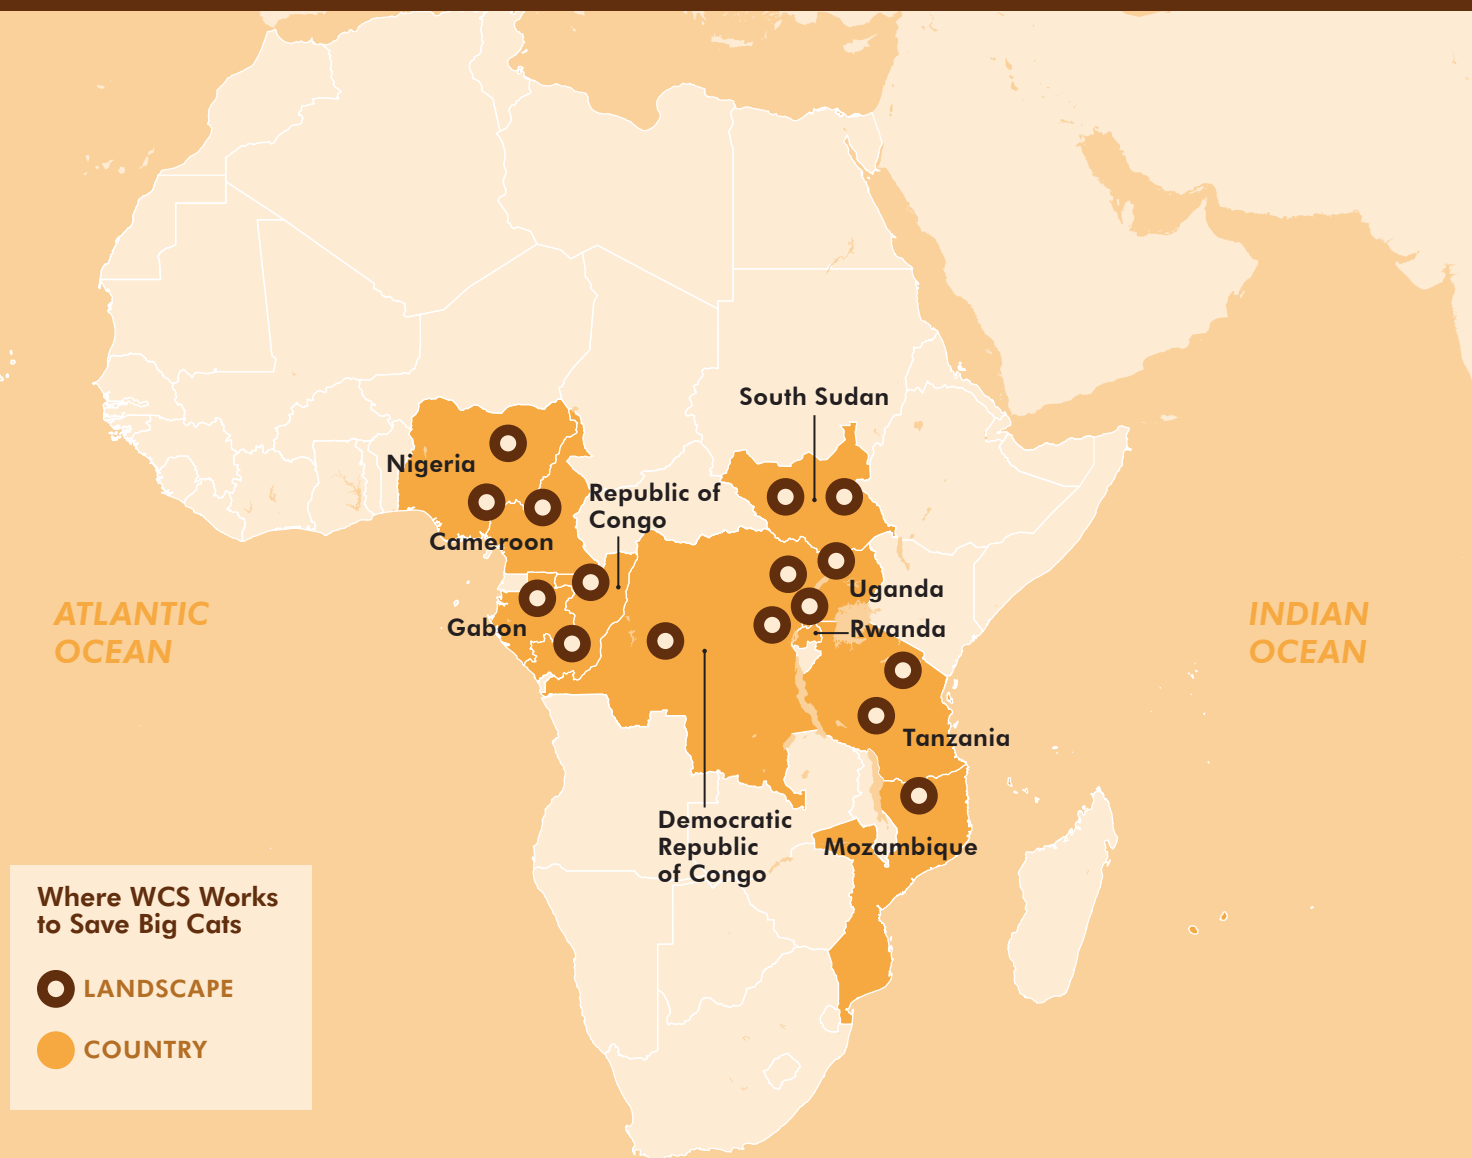 South Sudan
Nigeria
Republic of
Congo
Cameroon
Uganda
ATLANTIC
OCEAN
Gabon
Rwanda
INDIAN
OCEAN
Tanzania
Democratic
Republic
of Congo
Mozambique
Where WCS Works
to Save Big Cats
LANDSCAPE
COUNTRY